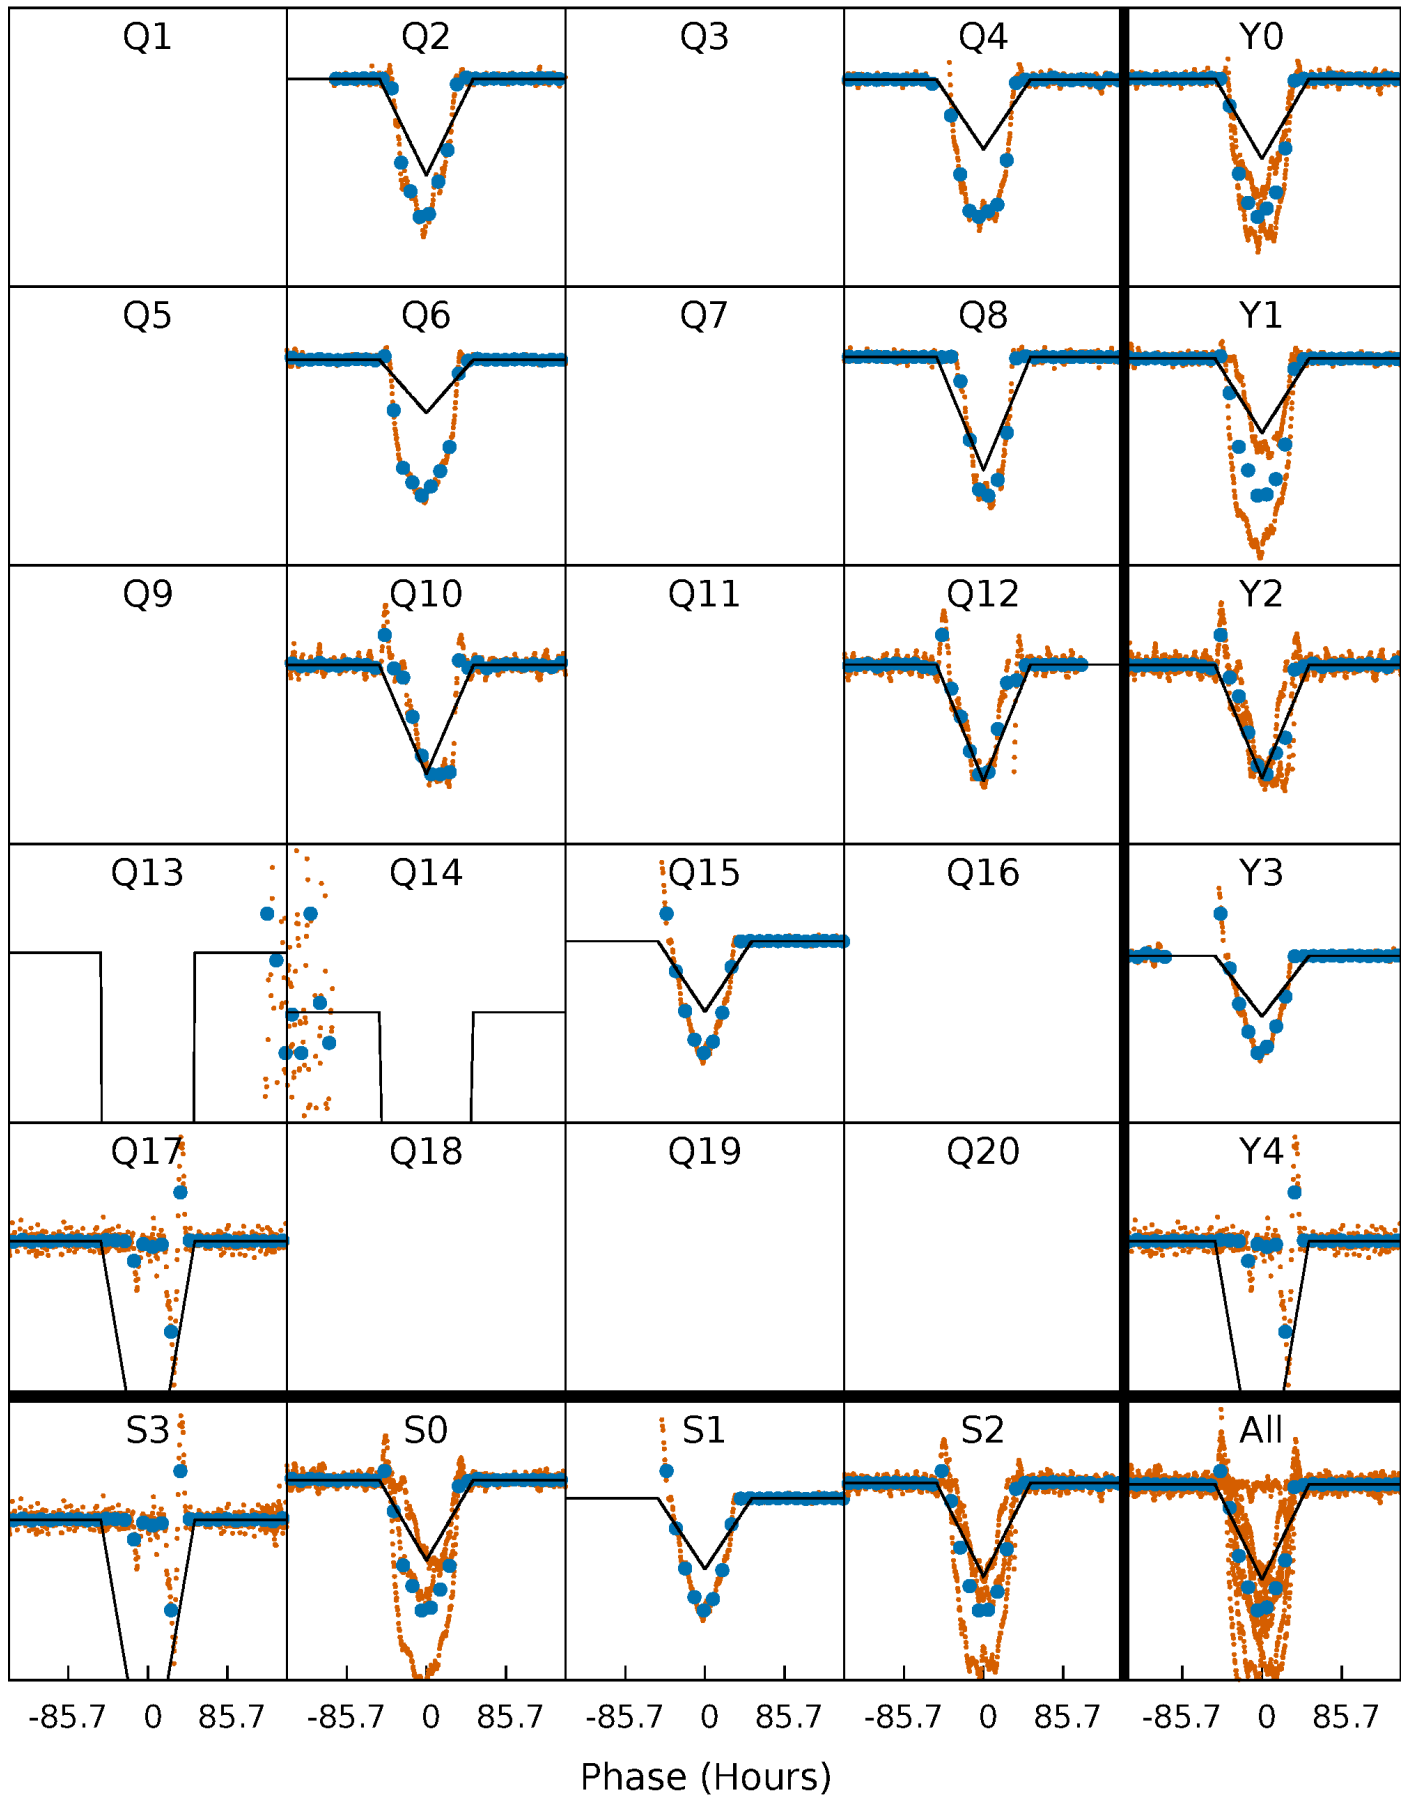 Q1 Q2 Q3 Q4 Y0
Q5 Q6 Q7 Q8 Y1
Q9 Q10 Q11 Q12 Y2
Q13 Q14 Q15 Q16 Y3
Q17 Q18 Q19 Q20 Y4
S3 S0 S1 S2 All
-85.7 0 85.7 -85.7 0 85.7 -85.7 0 85.7 -85.7 0 85.7 -85.7 0 85.7
Phase (Hours)